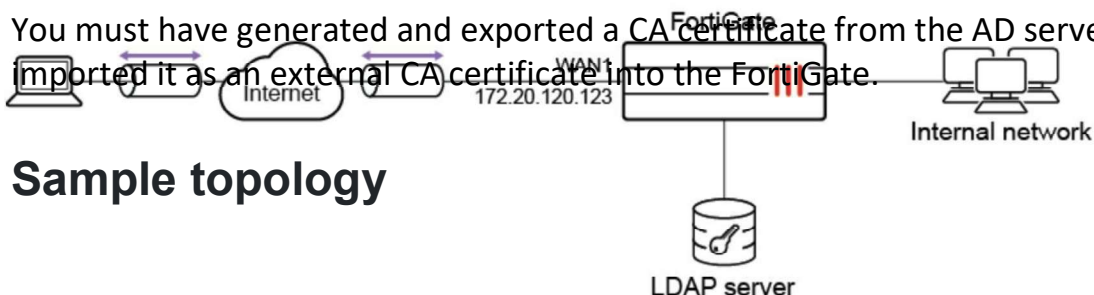 You must have generated and exported a CA certificate from the AD serve
imported it as an external CA certificate into the FortiGate.
FortiGate
WAN1
172.20.120.123
Internet
Internal network
Sample topology
LDAP server